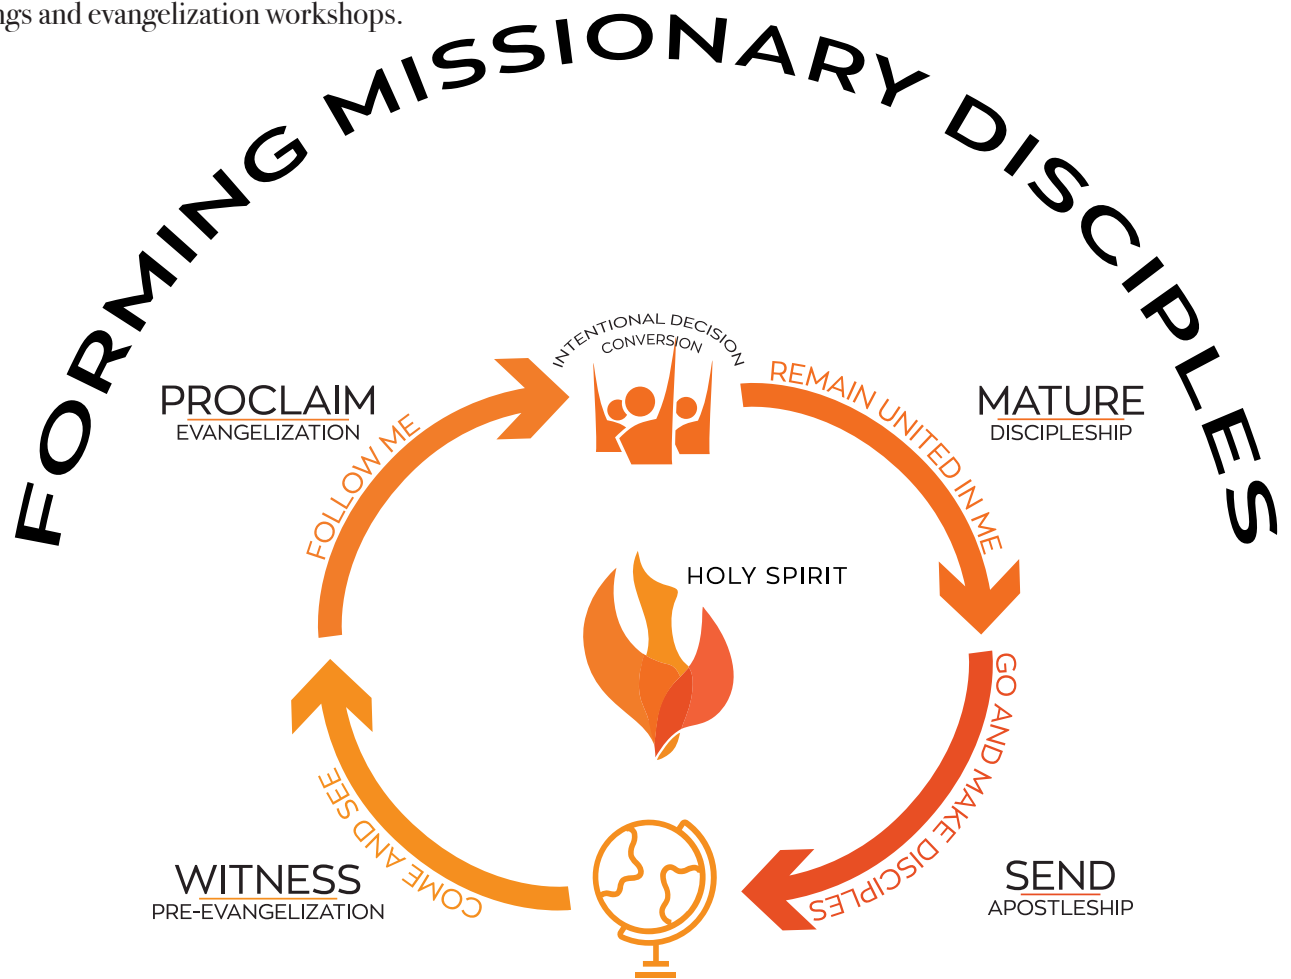 ngs and evangelization workshops.
FORMING MISSIONARY DISCIPLES
INTENTIONAL DECISION
CONVERSION
PROCLAIM
EVANGELIZATION
FOLLOW ME
REMAIN UNITED IN ME
MATURE
DISCIPLESHIP
HOLY SPIRIT
COME AND SEE
GO AND MAKE DISCIPLES
WITNESS
PRE-EVANGELIZATION
SEND
APOSTLESHIP